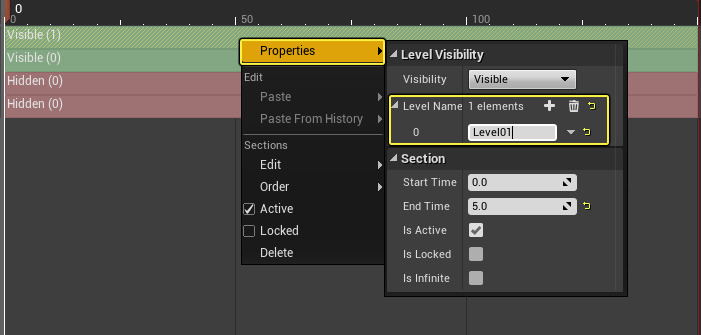 0
0
50
100
Visible (1)
Visible (0)
Hidden (0)
Hidden (0)
Properties
Edit
Paste
Paste From History
Sections
Edit
Order
Active
Locked
Delete
Level Visibility
Visibility Visible
Level Name 1 elements
0 Level01
Section
Start Time 0.0
End Time 5.0
Is Active
Is Locked
Is Infinite